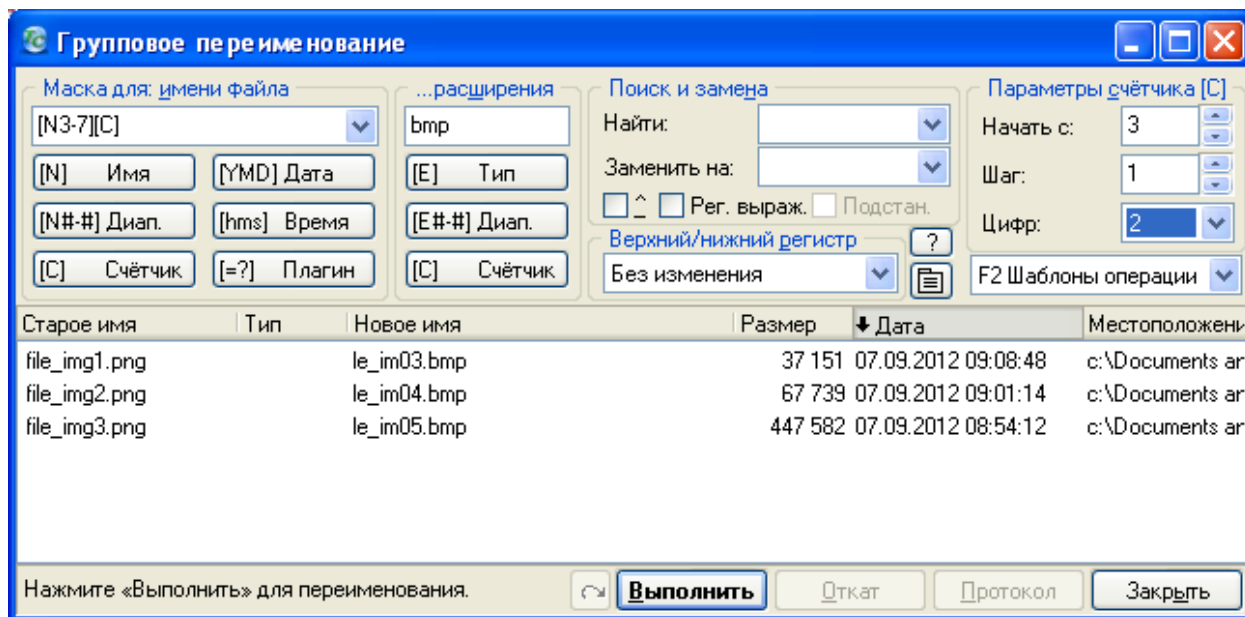 Групповое переименование
Маска для: имени файла ...расширения Поиск и замена Параметры счётчика [C]
[N3-7][C] bmp Найти: Начать с: 3
[N] Имя [YMD] Дата [E] Тип Заменить на: Шаг: 1
^ Рег. выраж. Подстан.
[N#-#] Диап. [hms] Время [E#-#] Диап. Цифр: 2
Верхний/нижний регистр ?
[C] Счётчик [=?] Плагин [C] Счётчик Без изменения F2 Шаблоны операции
Старое имя Тип Новое имя Размер Дата Местоположени
file_img1.png le_im03.bmp 37 151 07.09.2012 09:08:48 c:\Documents ar
file_img2.png le_im04.bmp 67 739 07.09.2012 09:01:14 c:\Documents ar
file_img3.png le_im05.bmp 447 582 07.09.2012 08:54:12 c:\Documents ar
Нажмите «Выполнить» для переименования. Выполнить Откат Протокол Закрыть